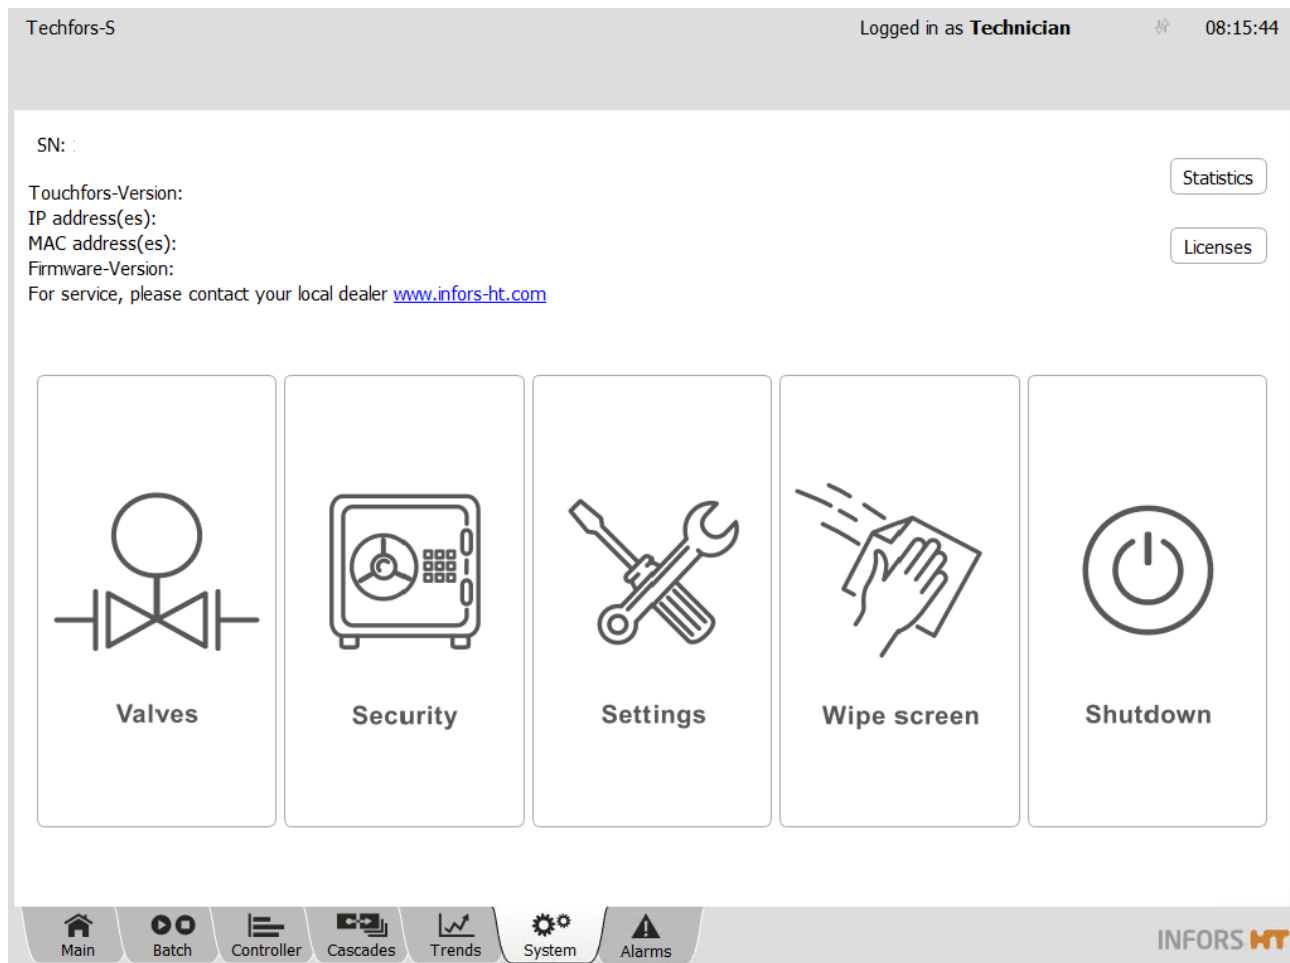 Techfors-S
Logged in as Technician
08:15:44
SN:
Touchfors-Version:
IP address(es):
MAC address(es):
Firmware-Version:
For service, please contact your local dealer www.infors-ht.com
Statistics
Licenses
Valves
Security
Settings
Wipe screen
Shutdown
Main
Batch
Controller
Cascades
Trends
System
Alarms
INFORS HT